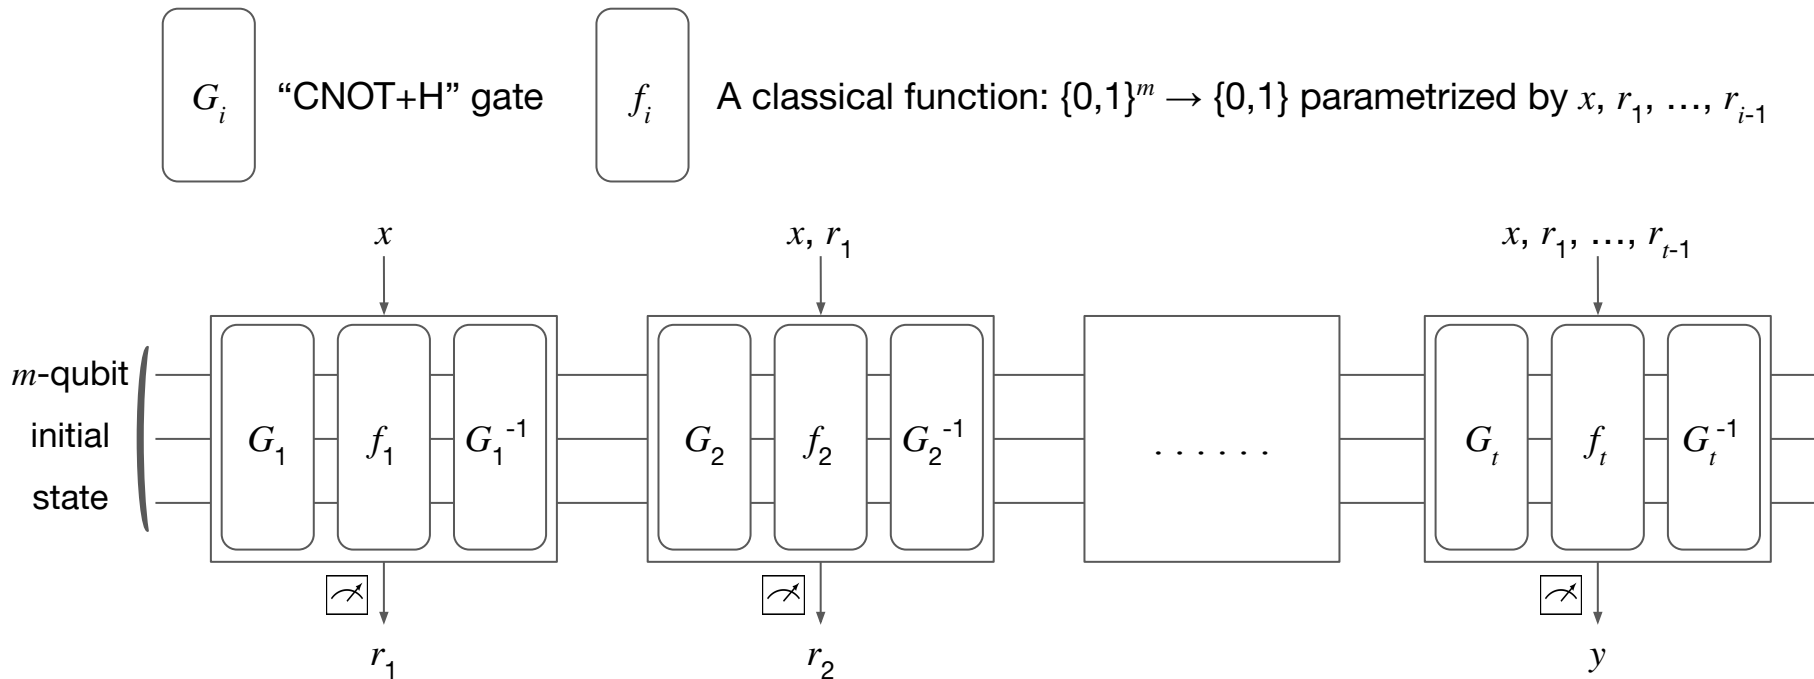 G_i "CNOT+H" gate f_i A classical function: {0,1}^m → {0,1} parametrized by x, r_1, …, r_{i-1}
x x, r_1 x, r_1, …, r_{t-1}
m-qubit
initial G_1 f_1 G_1^{-1} G_2 f_2 G_2^{-1} . . . . . . G_t f_t G_t^{-1}
state
r_1 r_2 y